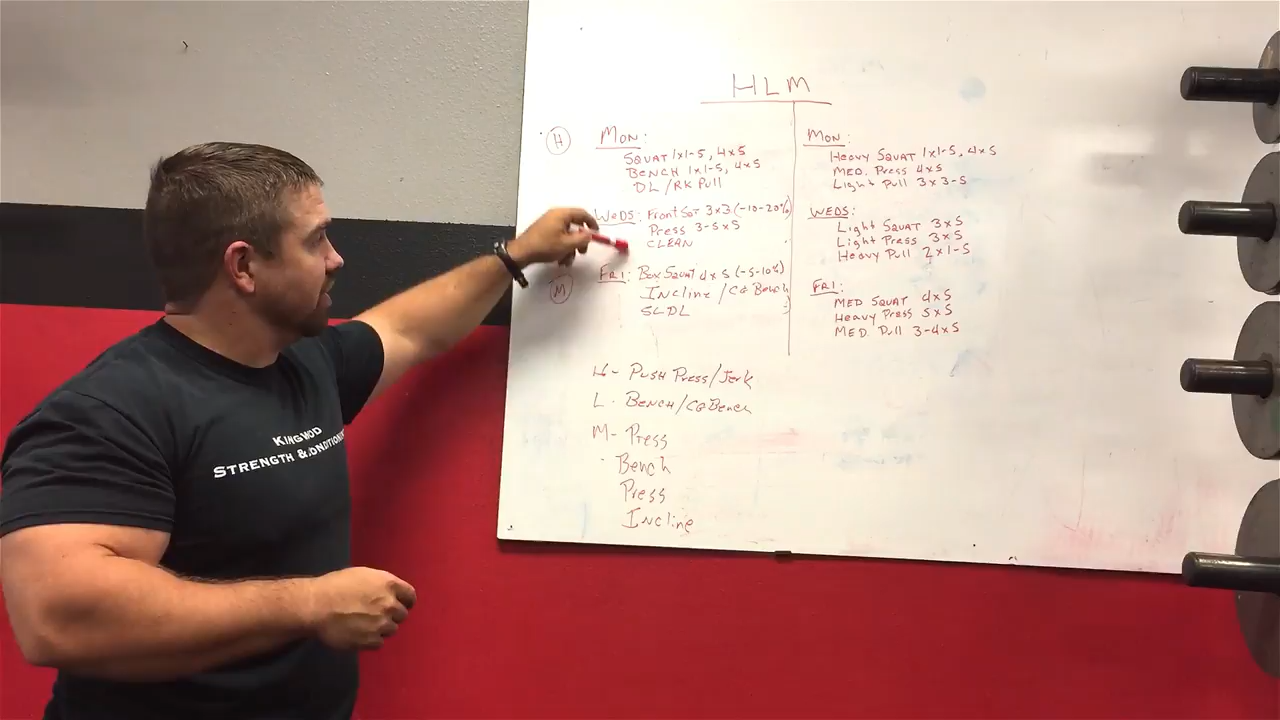 HLM
H
MON:
SQUAT 1x1-5, 4x5
BENCH 1x1-5, 4x5
DL / RK PULL
WEDS: FRONT SQT 3x3 (-10-20%)
PRESS 3-5x5
CLEAN
M
FRI: BOX SQUAT 4x5 (-5-10%)
INCLINE / CG BENCH
SLDL
H - PUSH PRESS/JERK
L - BENCH/CGBENCH
M - PRESS
BENCH
PRESS
INCLINE
MON:
HEAVY SQUAT 1x1-5, 4x5
MED. PRESS 4x5
LIGHT PULL 3x3-5
WEDS:
LIGHT SQUAT 3x5
LIGHT PRESS 3x5
HEAVY PULL 2x1-5
FRI:
MED SQUAT 4x5
HEAVY PRESS 5x5
MED. PULL 3-4x5
KINGWOOD
STRENGTH & CONDITIONING